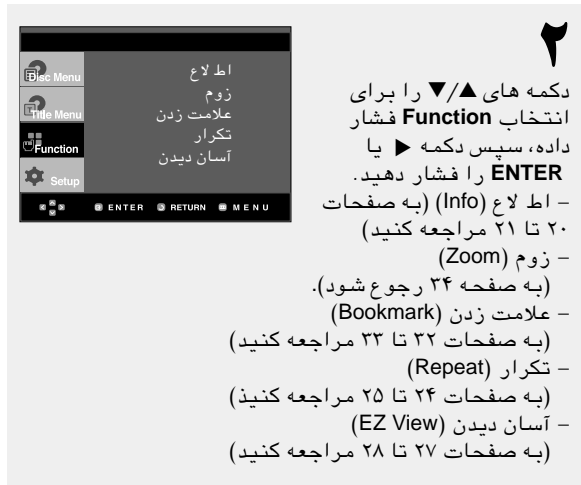 ۲
دکمه های ▲/▼ را برای
انتخاب Function فشار
داده، سپس دکمه ▶ یا
ENTER را فشار دهید.
– اط لاع (Info) (به صفحات
۲۰ تا ۲۱ مراجعه کنید)
– زوم (Zoom)
(به صفحه ۳۴ رجوع شود).
– علامت زدن (Bookmark)
(به صفحات ۳۲ تا ۳۳ مراجعه کنید)
– تکرار (Repeat)
(به صفحات ۲۴ تا ۲۵ مراجعه کنیذ)
– آسان دیدن (EZ View)
(به صفحات ۲۷ تا ۲۸ مراجعه کنید)
Disc Menu
Title Menu
Function
Setup
اط لاع
زوم
علامت زدن
تکرار
آسان دیدن
ENTER RETURN MENU